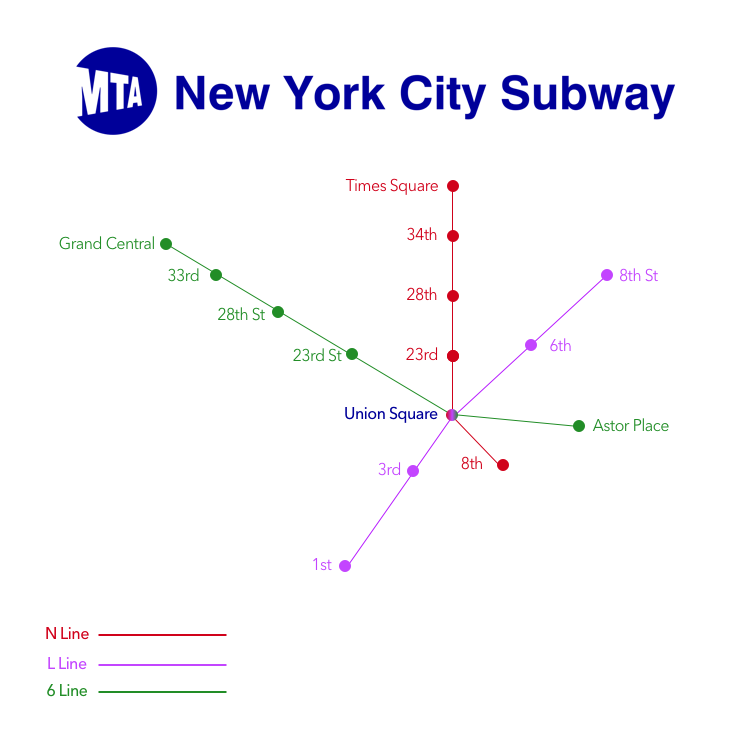 MTA
New York City Subway
Times Square
34th
Grand Central
33rd
8th St
28th
28th St
6th
23rd
23rd St
Union Square
Astor Place
8th
3rd
1st
N Line
L Line
6 Line